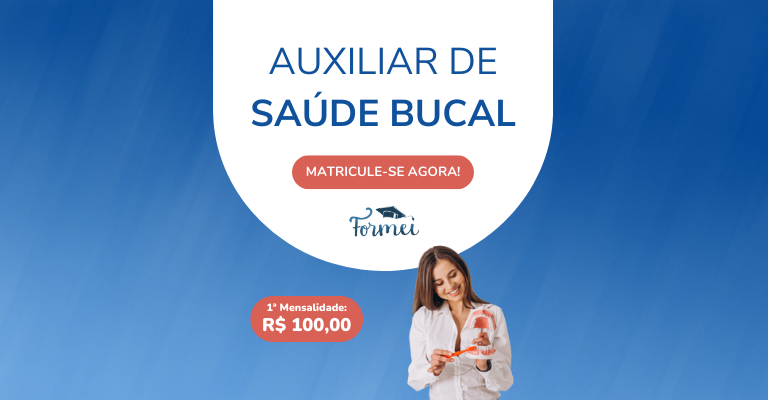 AUXILIAR DE
SAÚDE BUCAL
MATRICULE-SE AGORA!
Formei
1ª Mensalidade:
R$ 100,00